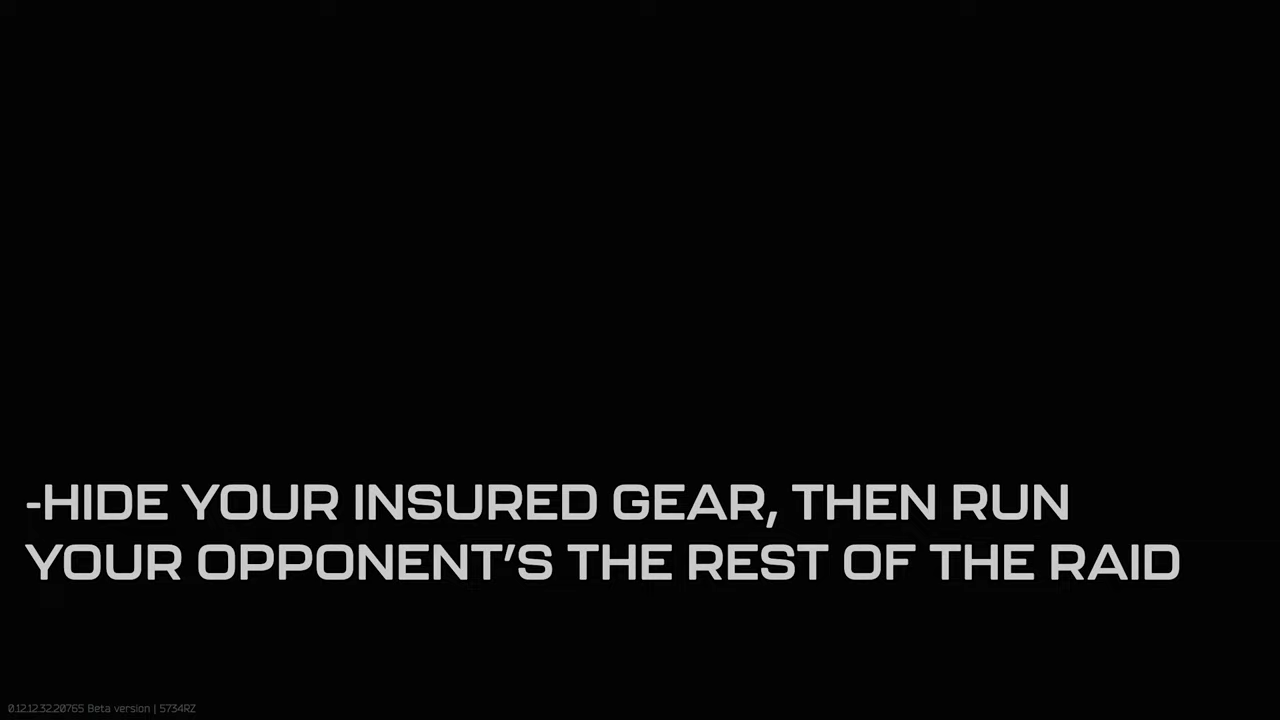 -HIDE YOUR INSURED GEAR, THEN RUN
YOUR OPPONENT'S THE REST OF THE RAID
0.12.12.32.20765 Beta version | 5734RZ